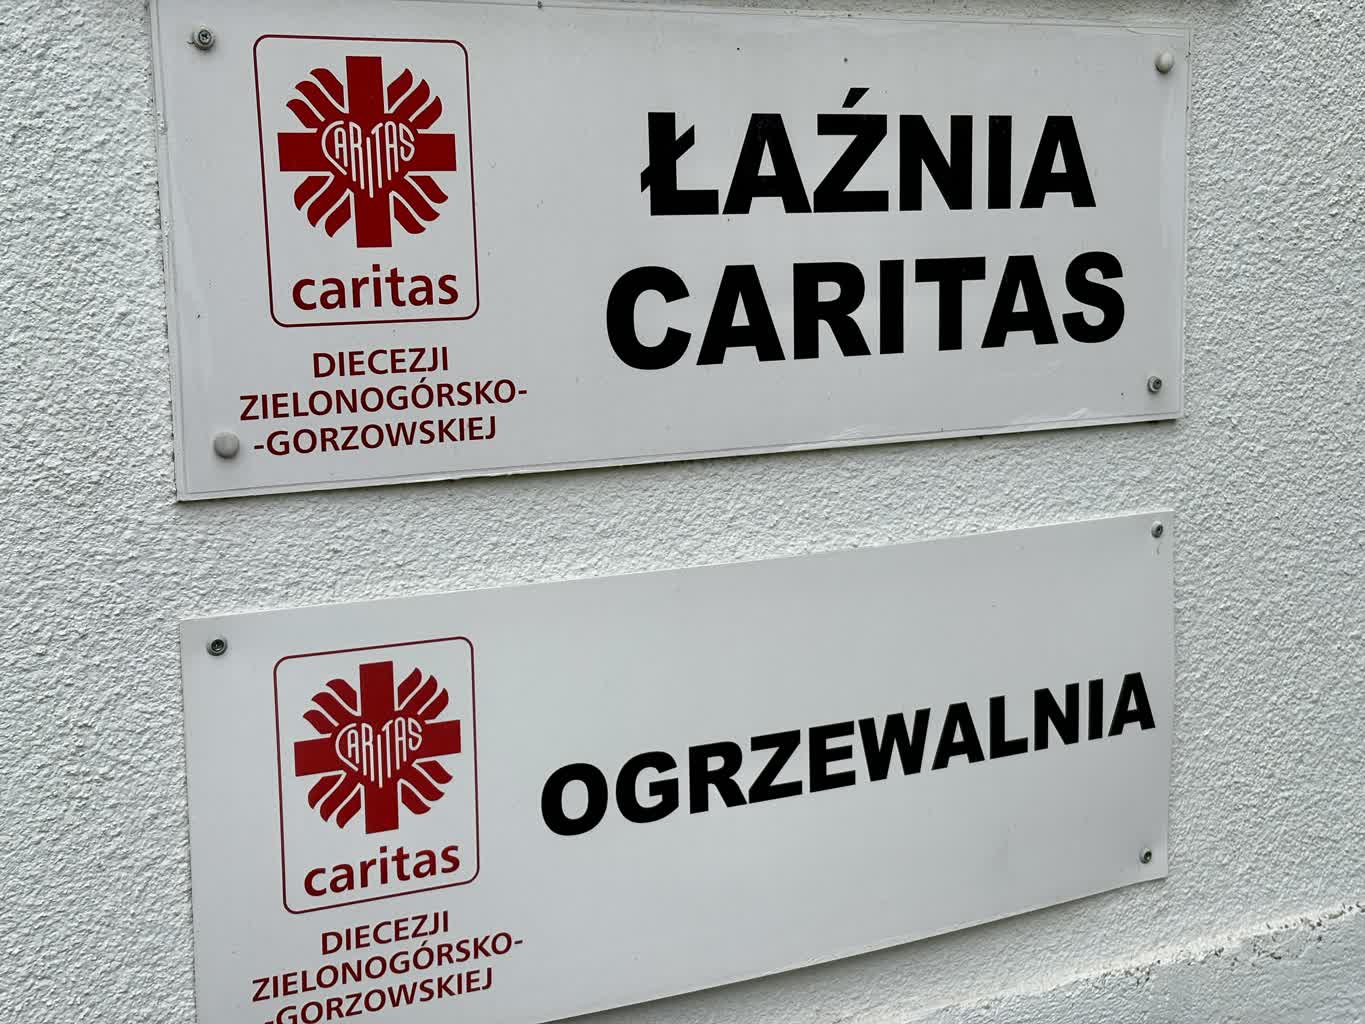 CARITAS
caritas
DIECEZJI
ZIELONOGÓRSKO-
-GORZOWSKIEJ
ŁAŹNIA
CARITAS
CARITAS
caritas
DIECEZJI
ZIELONOGÓRSKO-
-GORZOWSKIEJ
OGRZEWALNIA